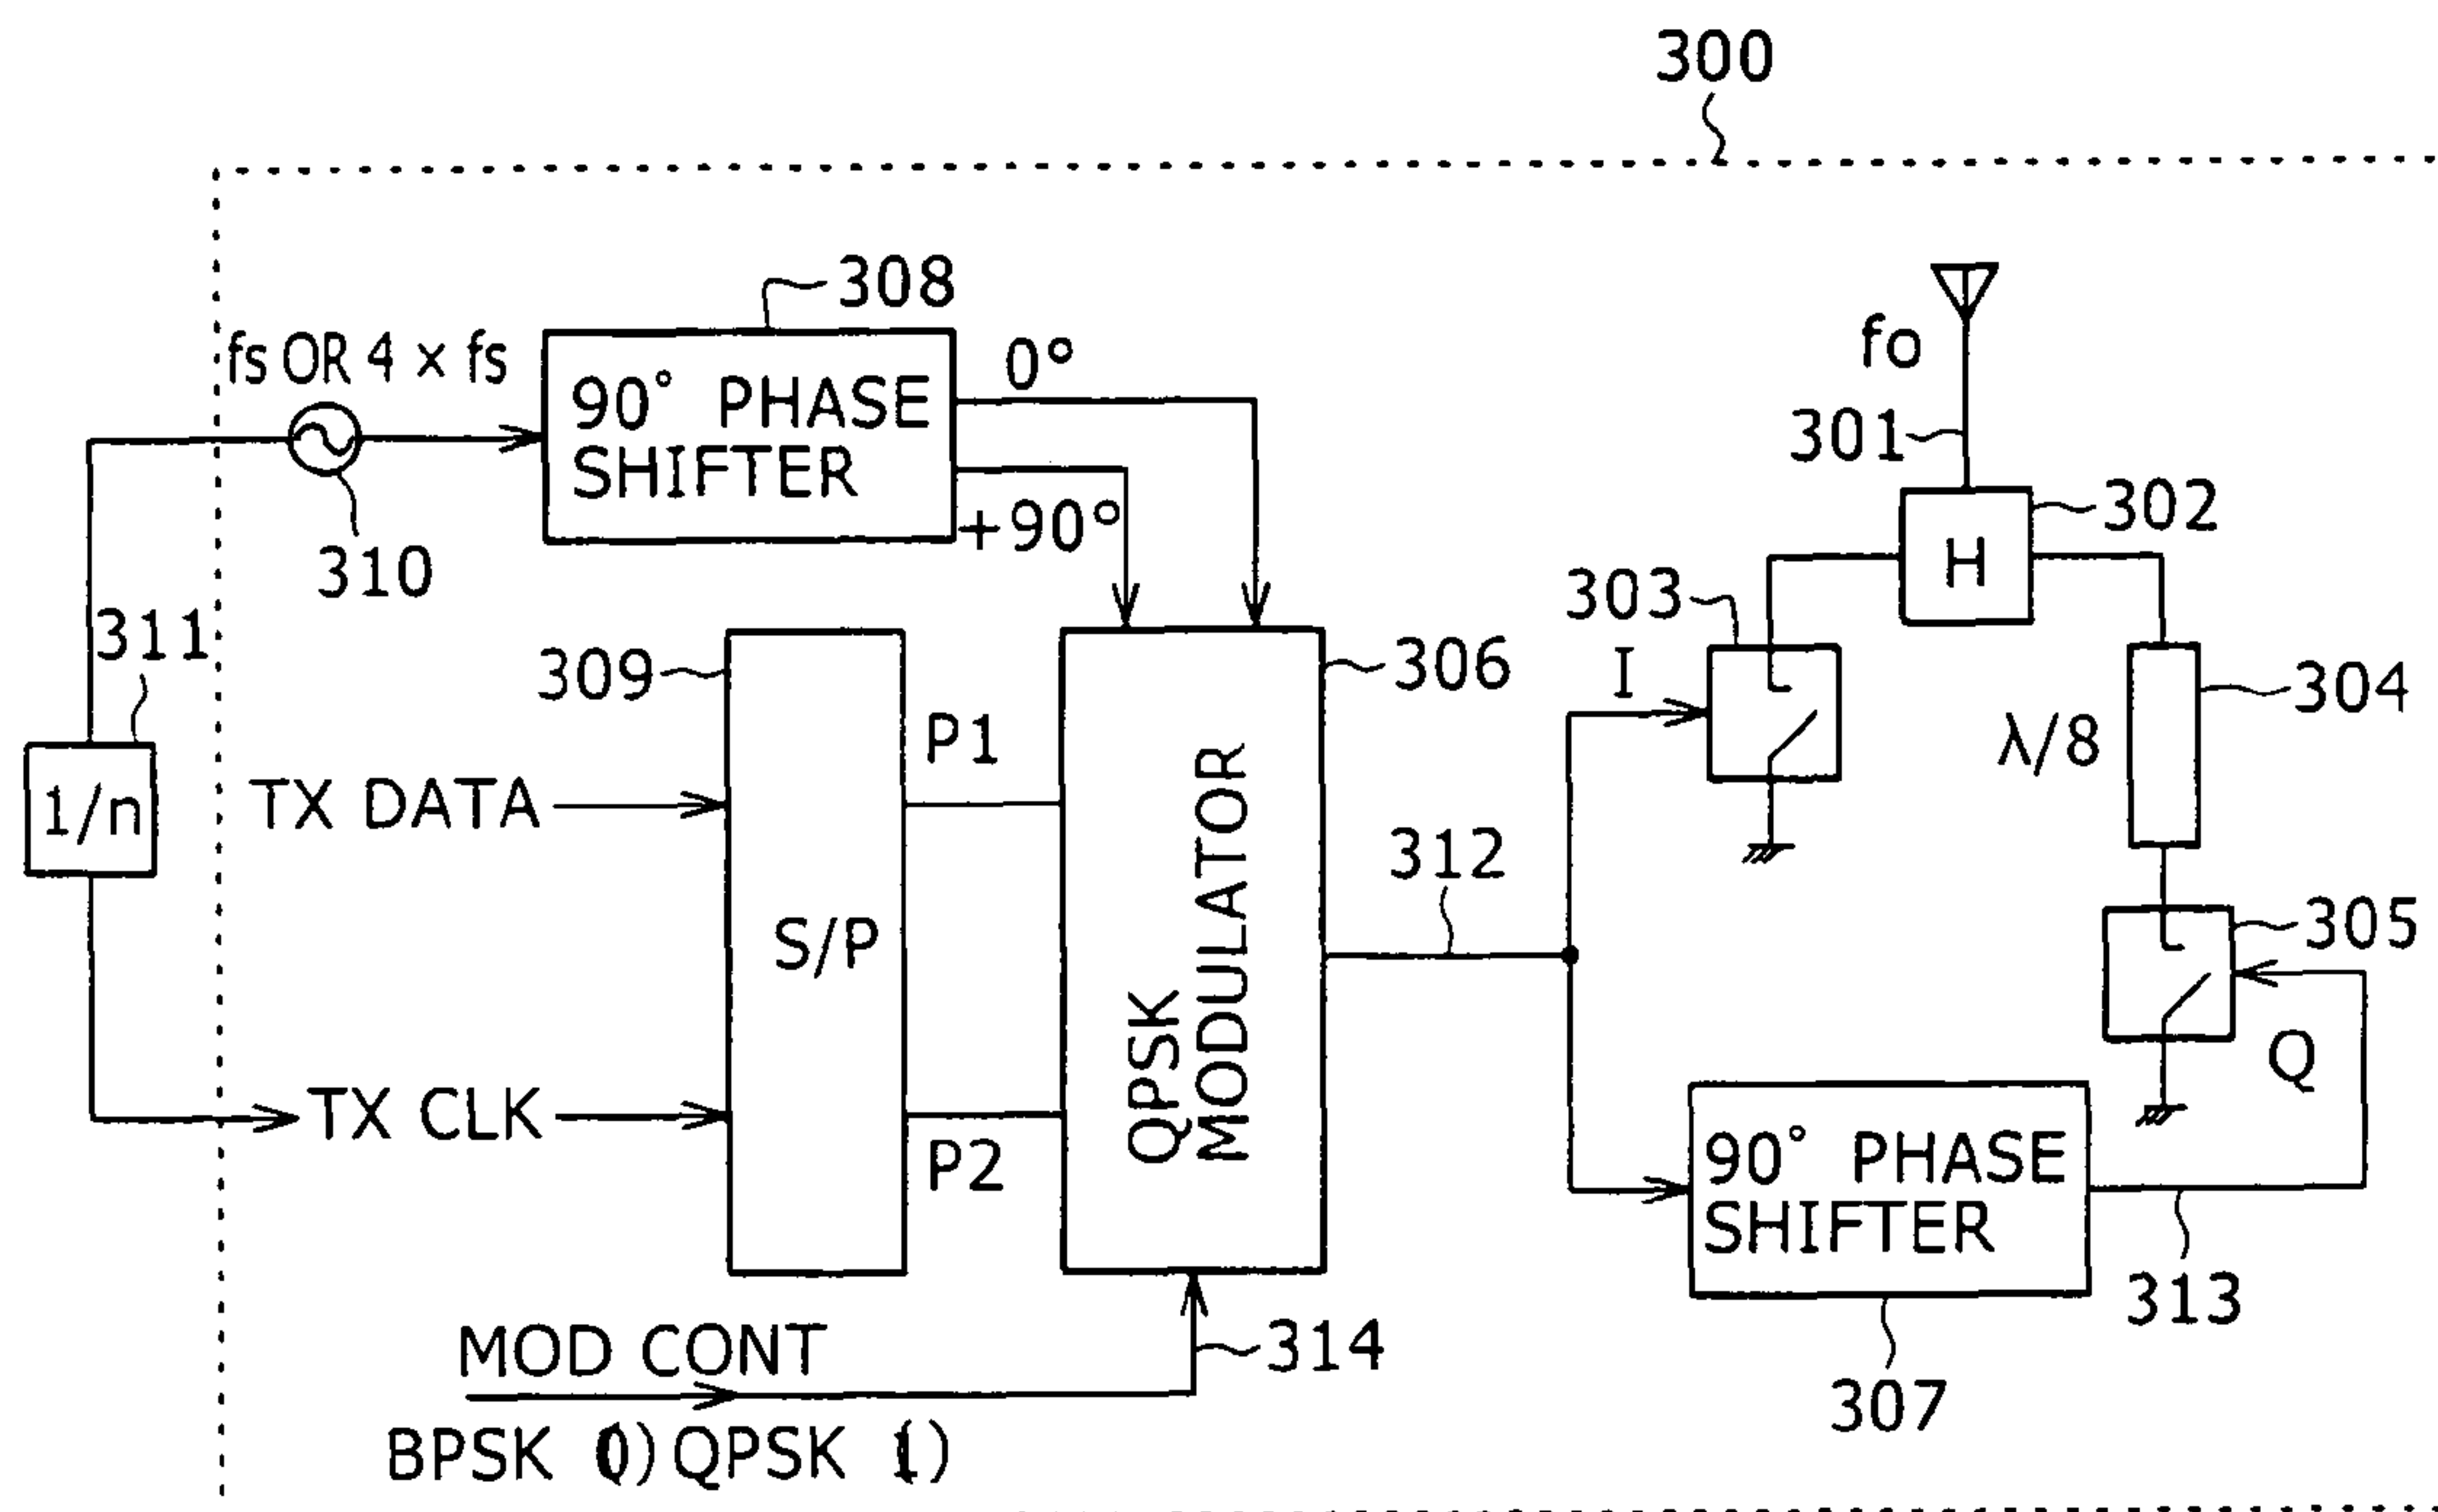 300
308
fs OR 4 × fs
90° PHASE
SHIFTER
0°
+90°
fo
301
302
H
310
303
311
309
306
I
304
P1
λ/8
1/n
TX DATA
QPSK
MODULATOR
312
S/P
305
Q
TX CLK
P2
90° PHASE
SHIFTER
313
MOD CONT
314
307
BPSK (0) QPSK (1)